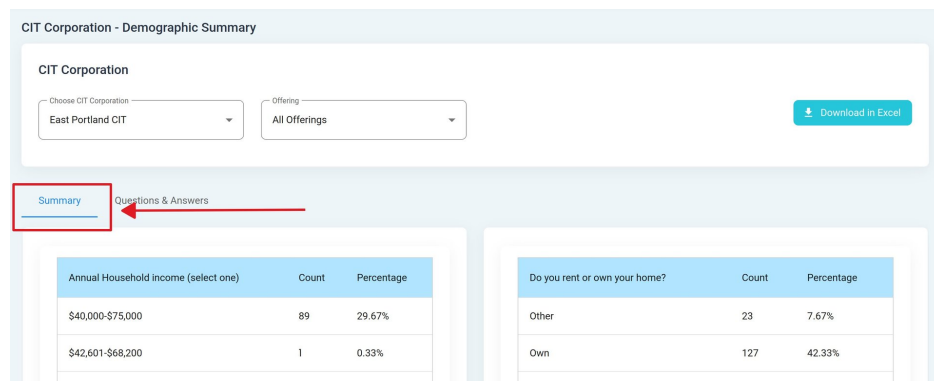 CIT Corporation - Demographic Summary
CIT Corporation
Choose CIT Corporation
East Portland CIT
Offering
All Offerings
Download in Excel
Summary
Questions & Answers
Annual Household income (select one) Count Percentage
$40,000-$75,000 89 29.67%
$42,601-$68,200 1 0.33%
Do you rent or own your home? Count Percentage
Other 23 7.67%
Own 127 42.33%